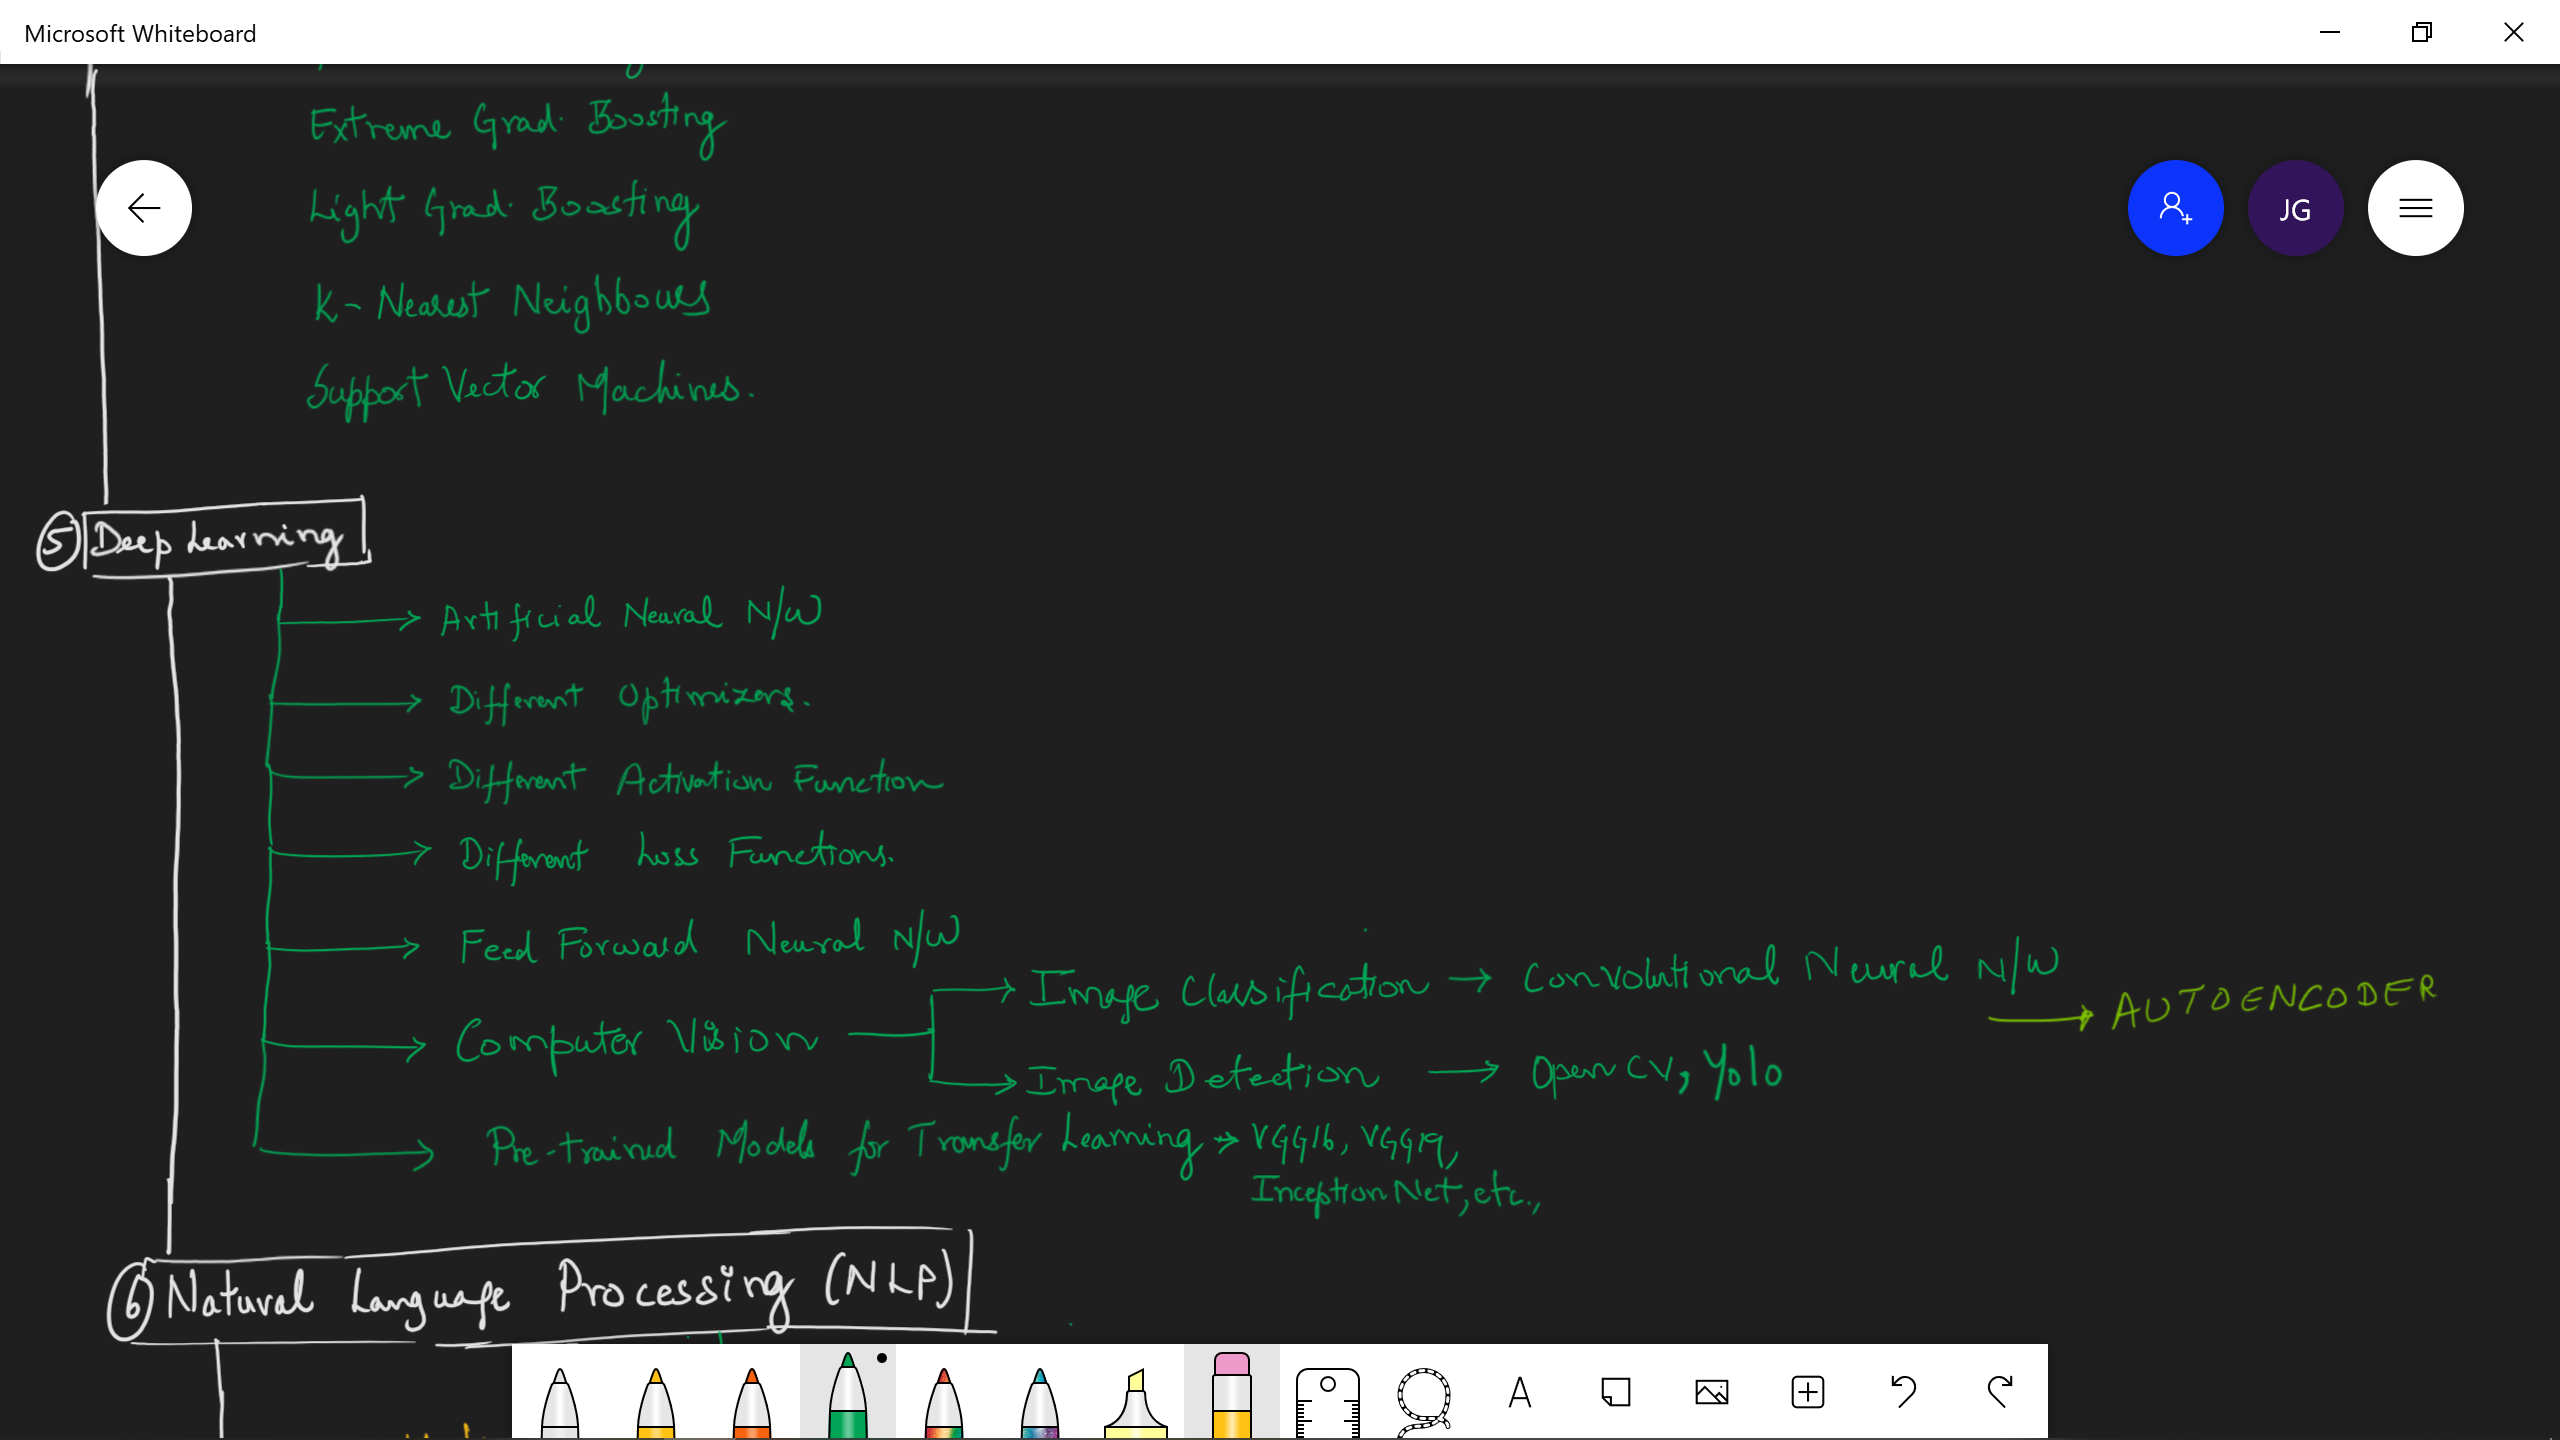 Microsoft Whiteboard
Extreme Grad. Boosting
Light Grad. Boosting
JG
K- Nearest Neighbours
Support Vector Machines.
5 Deep Learning
Artificial Neural N/W
Different Optimizers.
Different Activation Function
Different Loss Functions.
Feed Forward Neural N/W
Image Classification → Convolutional Neural N/W
→ AUTOENCODER
Computer Vision
Image Detection → Open CV, Yolo
Pre-trained Models for Transfer Learning → VGG16, VGG19,
Inception Net, etc.,
6 Natural Language Processing (NLP)